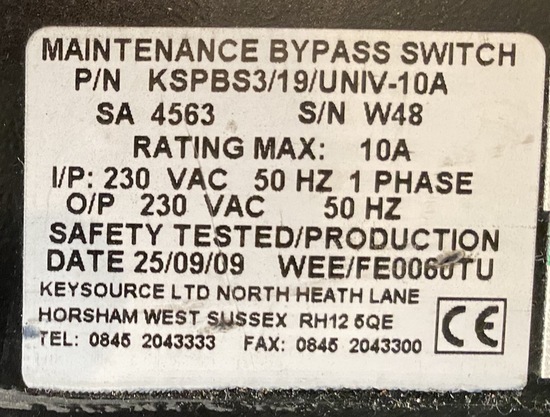 MAINTENANCE BYPASS SWITCH
P/N KSPBS3/19/UNIV-10A
SA 4563 S/N W48
RATING MAX: 10A
I/P: 230 VAC 50 HZ 1 PHASE
O/P 230 VAC 50 HZ
SAFETY TESTED/PRODUCTION
DATE 25/09/09 WEE/FE0060TU
KEYSOURCE LTD NORTH HEATH LANE
HORSHAM WEST SUSSEX RH12 5QE
TEL: 0845 2043333 FAX: 0845 2043300
CE